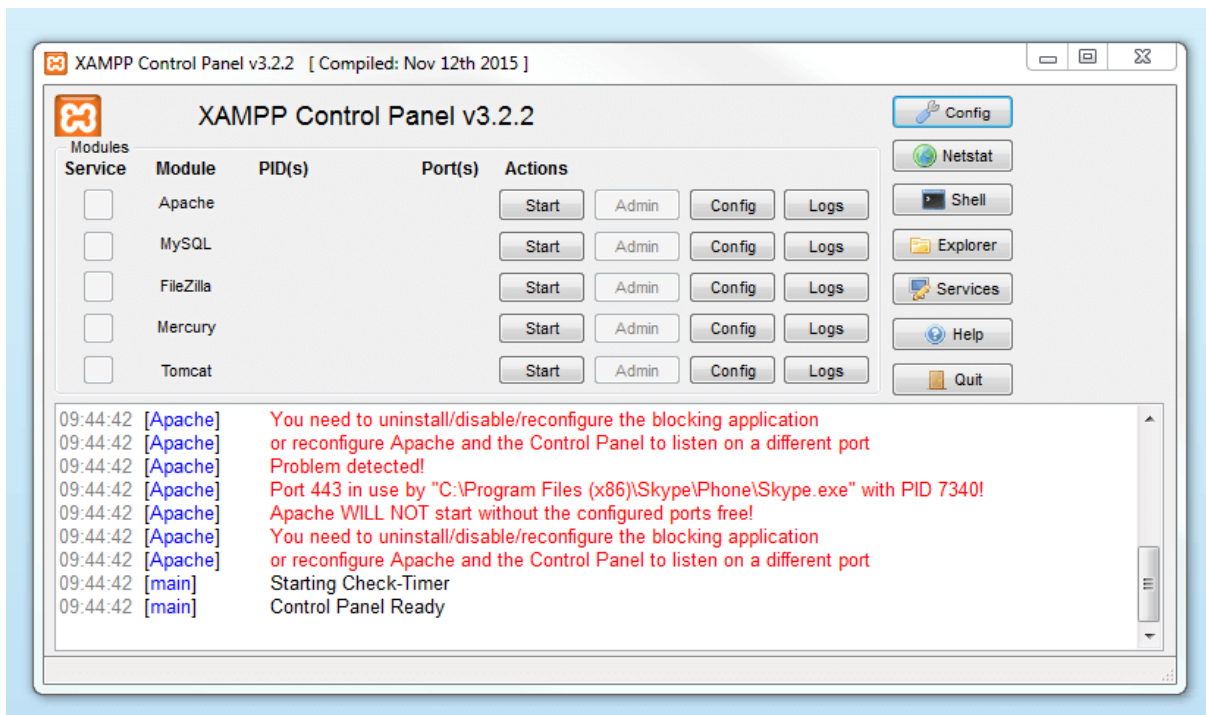 XAMPP Control Panel v3.2.2 [ Compiled: Nov 12th 2015 ]
XAMPP Control Panel v3.2.2
Config
Modules
Service Module PID(s) Port(s) Actions
Netstat
Apache Start Admin Config Logs
Shell
MySQL Start Admin Config Logs
Explorer
FileZilla Start Admin Config Logs
Services
Mercury Start Admin Config Logs
Help
Tomcat Start Admin Config Logs
Quit
09:44:42 [Apache] You need to uninstall/disable/reconfigure the blocking application
09:44:42 [Apache] or reconfigure Apache and the Control Panel to listen on a different port
09:44:42 [Apache] Problem detected!
09:44:42 [Apache] Port 443 in use by "C:\Program Files (x86)\Skype\Phone\Skype.exe" with PID 7340!
09:44:42 [Apache] Apache WILL NOT start without the configured ports free!
09:44:42 [Apache] You need to uninstall/disable/reconfigure the blocking application
09:44:42 [Apache] or reconfigure Apache and the Control Panel to listen on a different port
09:44:42 [main] Starting Check-Timer
09:44:42 [main] Control Panel Ready